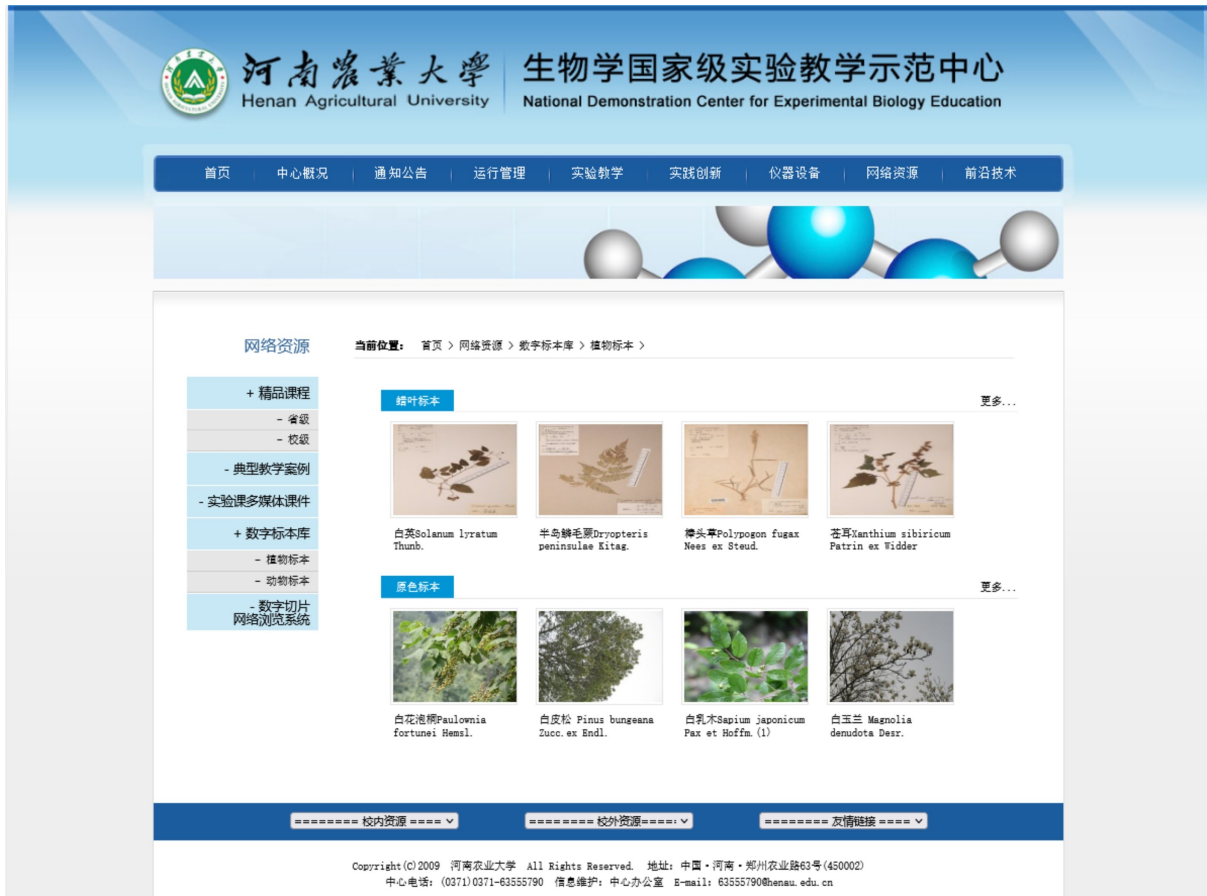 河南农业大学
Henan Agricultural University
生物学国家级实验教学示范中心
National Demonstration Center for Experimental Biology Education
首页 中心概况 通知公告 运行管理 实验教学 实践创新 仪器设备 网络资源 前沿技术
网络资源
当前位置： 首页 > 网络资源 > 数字标本库 > 植物标本 >
+ 精品课程
- 省级
- 校级
- 典型教学案例
- 实验课多媒体课件
+ 数字标本库
- 植物标本
- 动物标本
- 数字切片
网络浏览系统
蜡叶标本 更多...
白英Solanum lyratum
Thunb.
半岛鳞毛蕨Dryopteris
peninsulae Kitag.
棒头草Polypogon fugax
Nees ex Steud.
苍耳Xanthium sibiricum
Patrin ex Widder
原色标本 更多...
白花泡桐Paulownia
fortunei Hemsl.
白皮松 Pinus bungeana
Zucc.ex Endl.
白乳木Sapium japonicum
Pax et Hoffm.(1)
白玉兰 Magnolia
denudota Desr.
======== 校内资源 ==== ======== 校外资源====: ======== 友情链接 ====
Copyright(C)2009 河南农业大学 All Rights Reserved. 地址：中国·河南·郑州农业路63号(450002)
中心电话：(0371)0371-63555790 信息维护：中心办公室 E-mail：63555790@henau.edu.cn